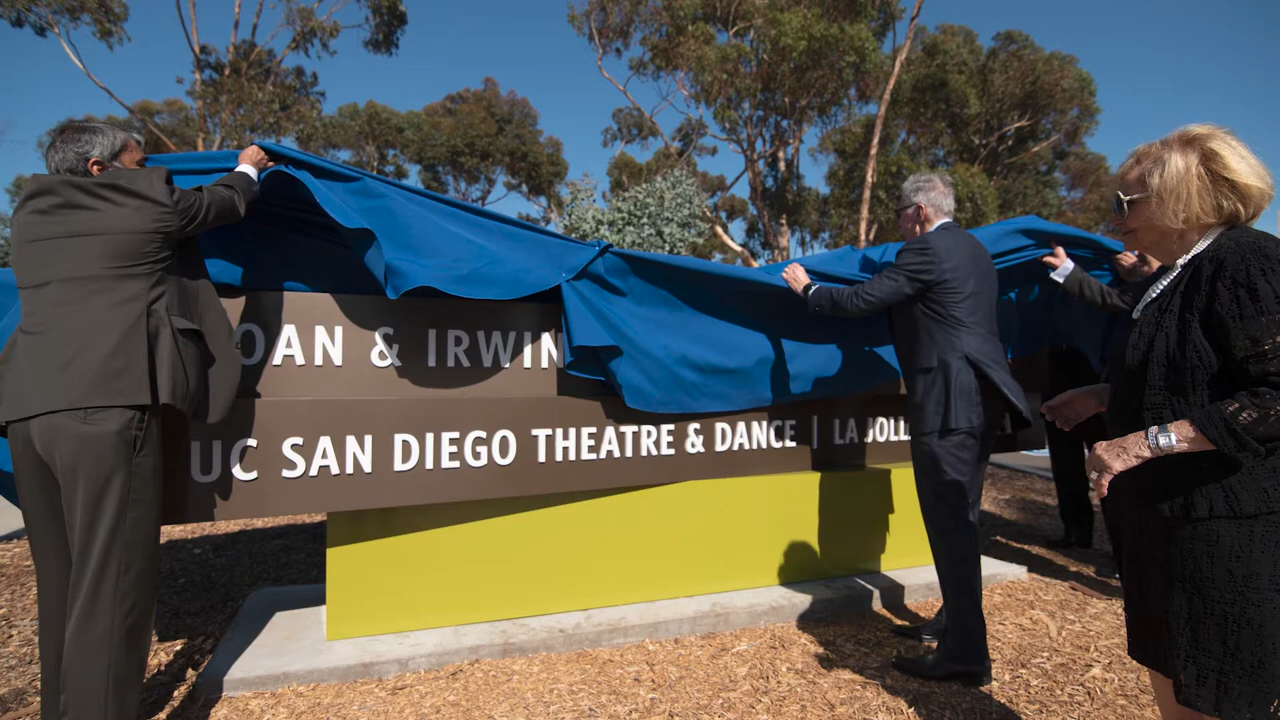 OAN & IRWIN
UC SAN DIEGO THEATRE & DANCE | LA JOLL